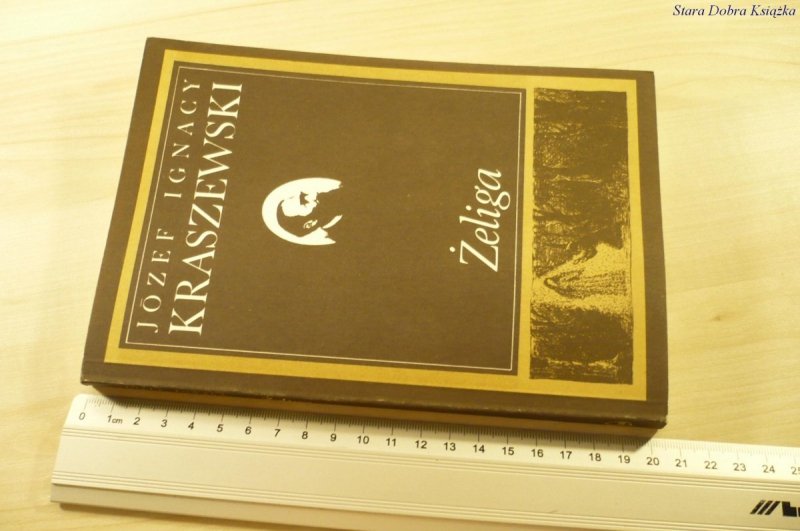 Stara Dobra Książka
JÓZEF IGNACY
KRASZEWSKI
Żeliga
0 1cm 2 3 4 5 6 7 8 9 10 11 12 13 14 15 16 17 18 19 20 21 22 23 24 25